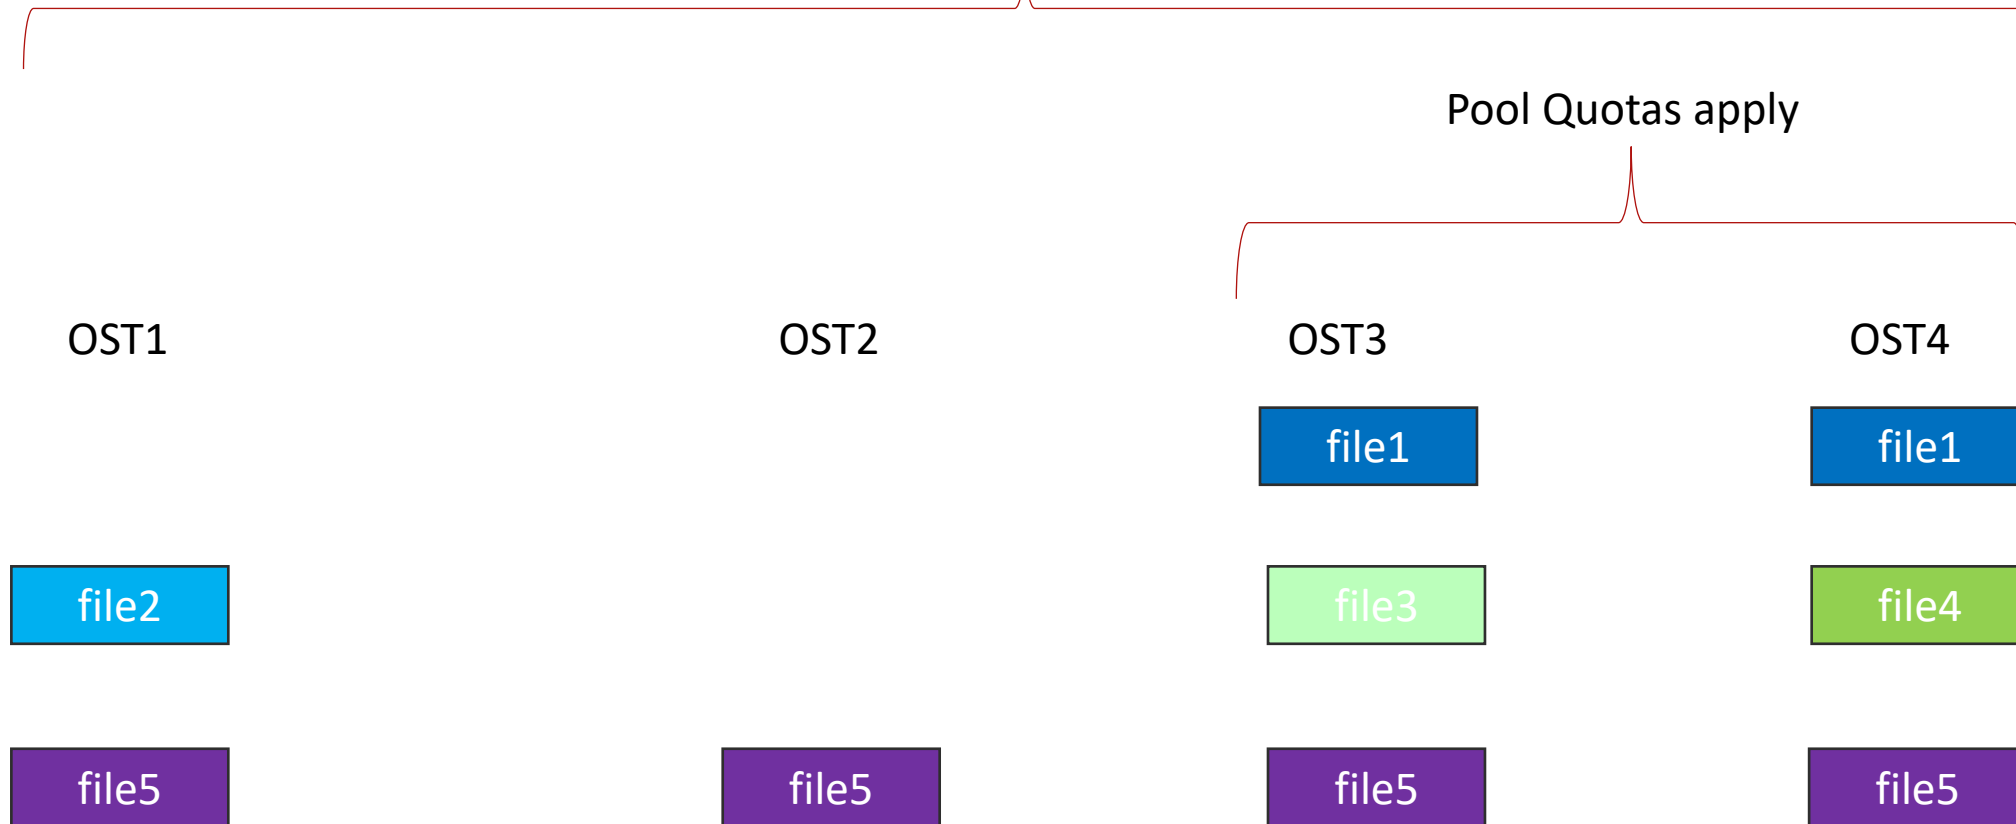 Pool Quotas apply
OST1 OST2 OST3 OST4
file1 file1
file2 file3 file4
file5 file5 file5 file5